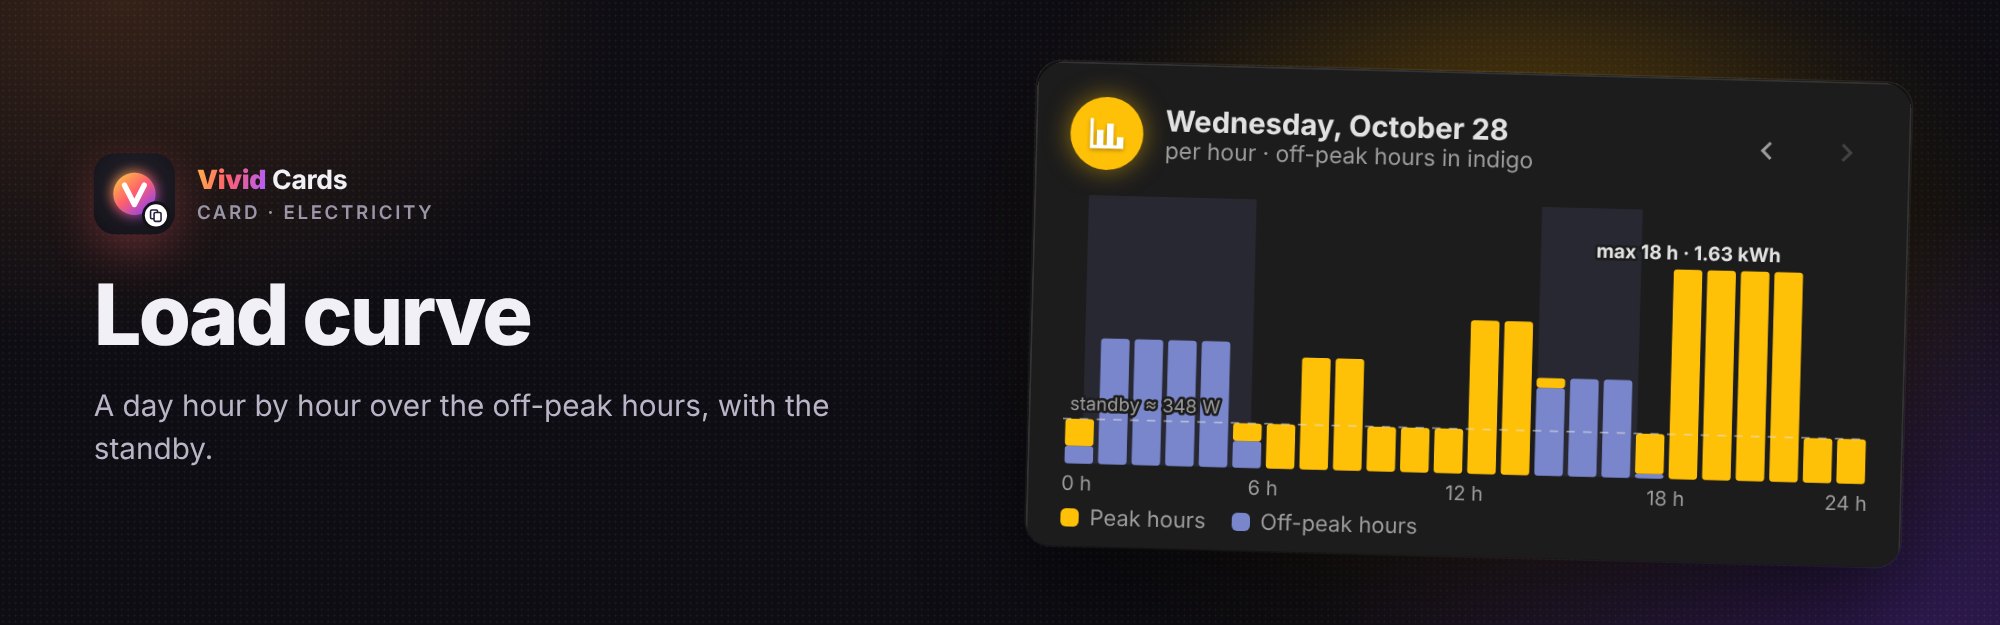 Vivid Cards
CARD · ELECTRICITY
Load curve
A day hour by hour over the off-peak hours, with the
standby.
Wednesday, October 28
per hour · off-peak hours in indigo
max 18 h · 1.63 kWh
standby ≈ 348 W
0 h 6 h 12 h 18 h 24 h
Peak hours Off-peak hours